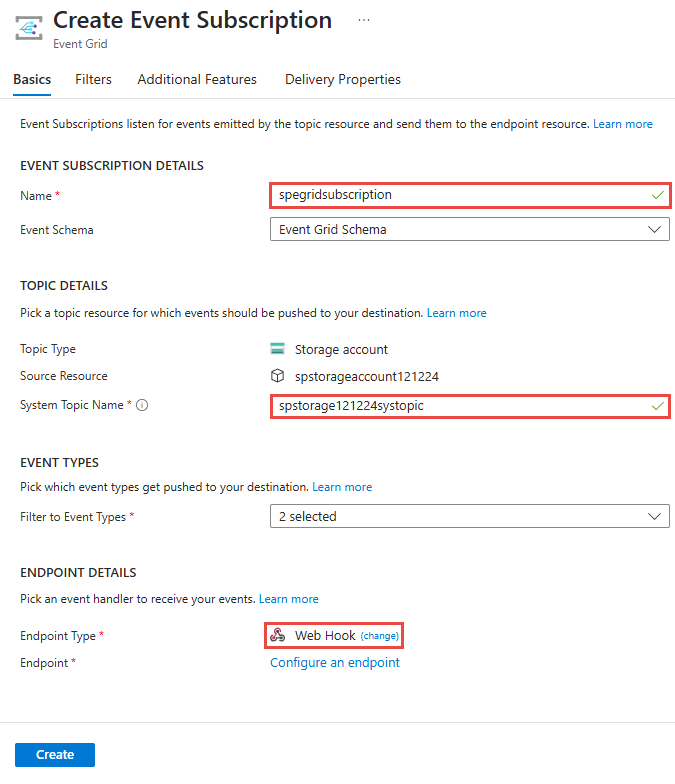 Create Event Subscription ...
Event Grid
Basics Filters Additional Features Delivery Properties
Event Subscriptions listen for events emitted by the topic resource and send them to the endpoint resource. Learn more
EVENT SUBSCRIPTION DETAILS
Name * spegridsubscription
Event Schema Event Grid Schema
TOPIC DETAILS
Pick a topic resource for which events should be pushed to your destination. Learn more
Topic Type Storage account
Source Resource spstorageaccount121224
System Topic Name * spstorage121224systopic
EVENT TYPES
Pick which event types get pushed to your destination. Learn more
Filter to Event Types * 2 selected
ENDPOINT DETAILS
Pick an event handler to receive your events. Learn more
Endpoint Type * Web Hook (change)
Endpoint * Configure an endpoint
Create